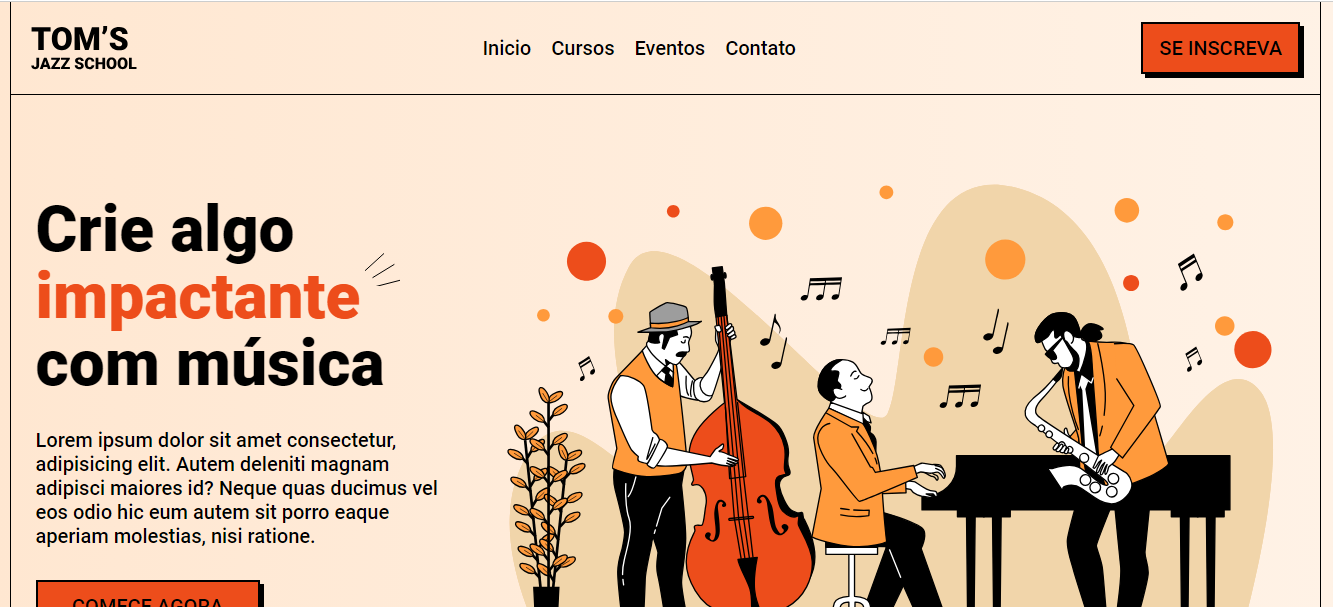 TOM’S
JAZZ SCHOOL
Inicio Cursos Eventos Contato
SE INSCREVA
Crie algo
impactante
com música
Lorem ipsum dolor sit amet consectetur,
adipisicing elit. Autem deleniti magnam
adipisci maiores id? Neque quas ducimus vel
eos odio hic eum autem sit porro eaque
aperiam molestias, nisi ratione.
COMECE AGORA